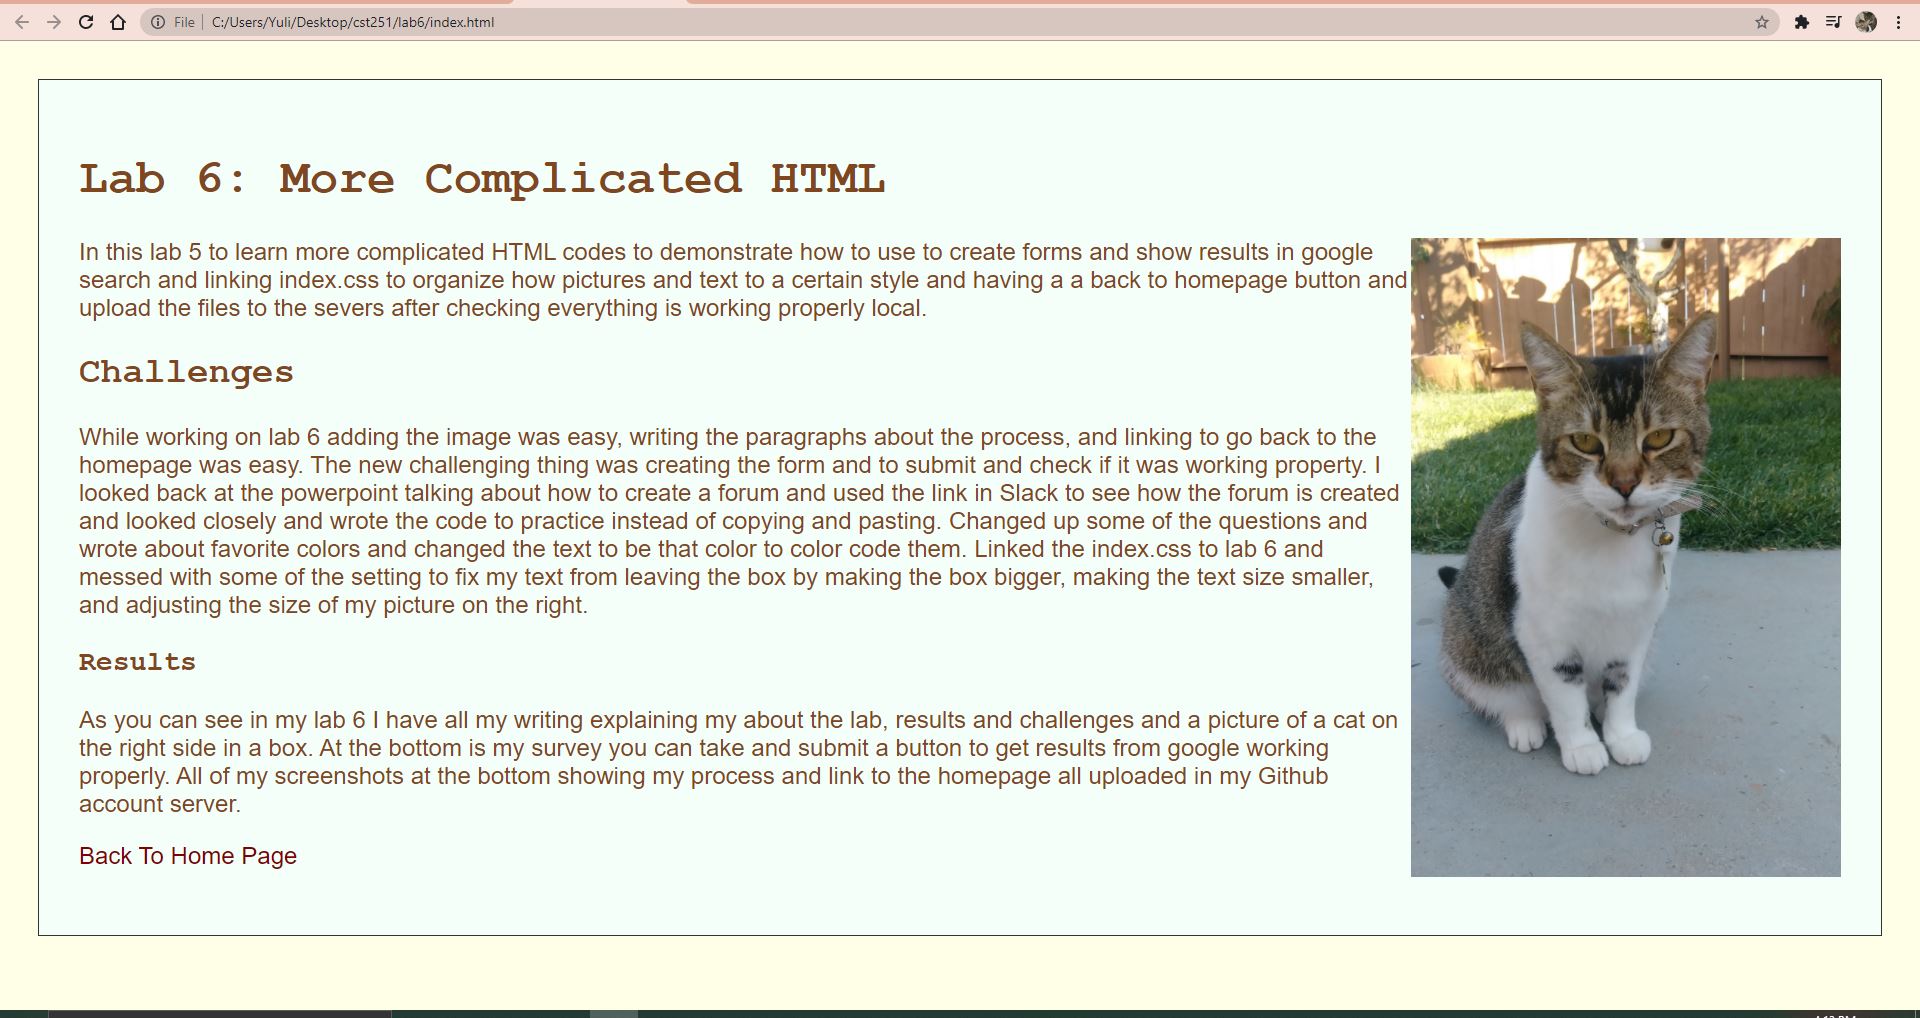 File
C:/Users/Yuli/Desktop/cst251/lab6/index.html
Lab 6: More Complicated HTML
In this lab 5 to learn more complicated HTML codes to demonstrate how to use to create forms and show results in google
search and linking index.css to organize how pictures and text to a certain style and having a a back to homepage button and
upload the files to the severs after checking everything is working properly local.
Challenges
While working on lab 6 adding the image was easy, writing the paragraphs about the process, and linking to go back to the
homepage was easy. The new challenging thing was creating the form and to submit and check if it was working property. I
looked back at the powerpoint talking about how to create a forum and used the link in Slack to see how the forum is created
and looked closely and wrote the code to practice instead of copying and pasting. Changed up some of the questions and
wrote about favorite colors and changed the text to be that color to color code them. Linked the index.css to lab 6 and
messed with some of the setting to fix my text from leaving the box by making the box bigger, making the text size smaller,
and adjusting the size of my picture on the right.
Results
As you can see in my lab 6 I have all my writing explaining my about the lab, results and challenges and a picture of a cat on
the right side in a box. At the bottom is my survey you can take and submit a button to get results from google working
properly. All of my screenshots at the bottom showing my process and link to the homepage all uploaded in my Github
account server.
Back To Home Page